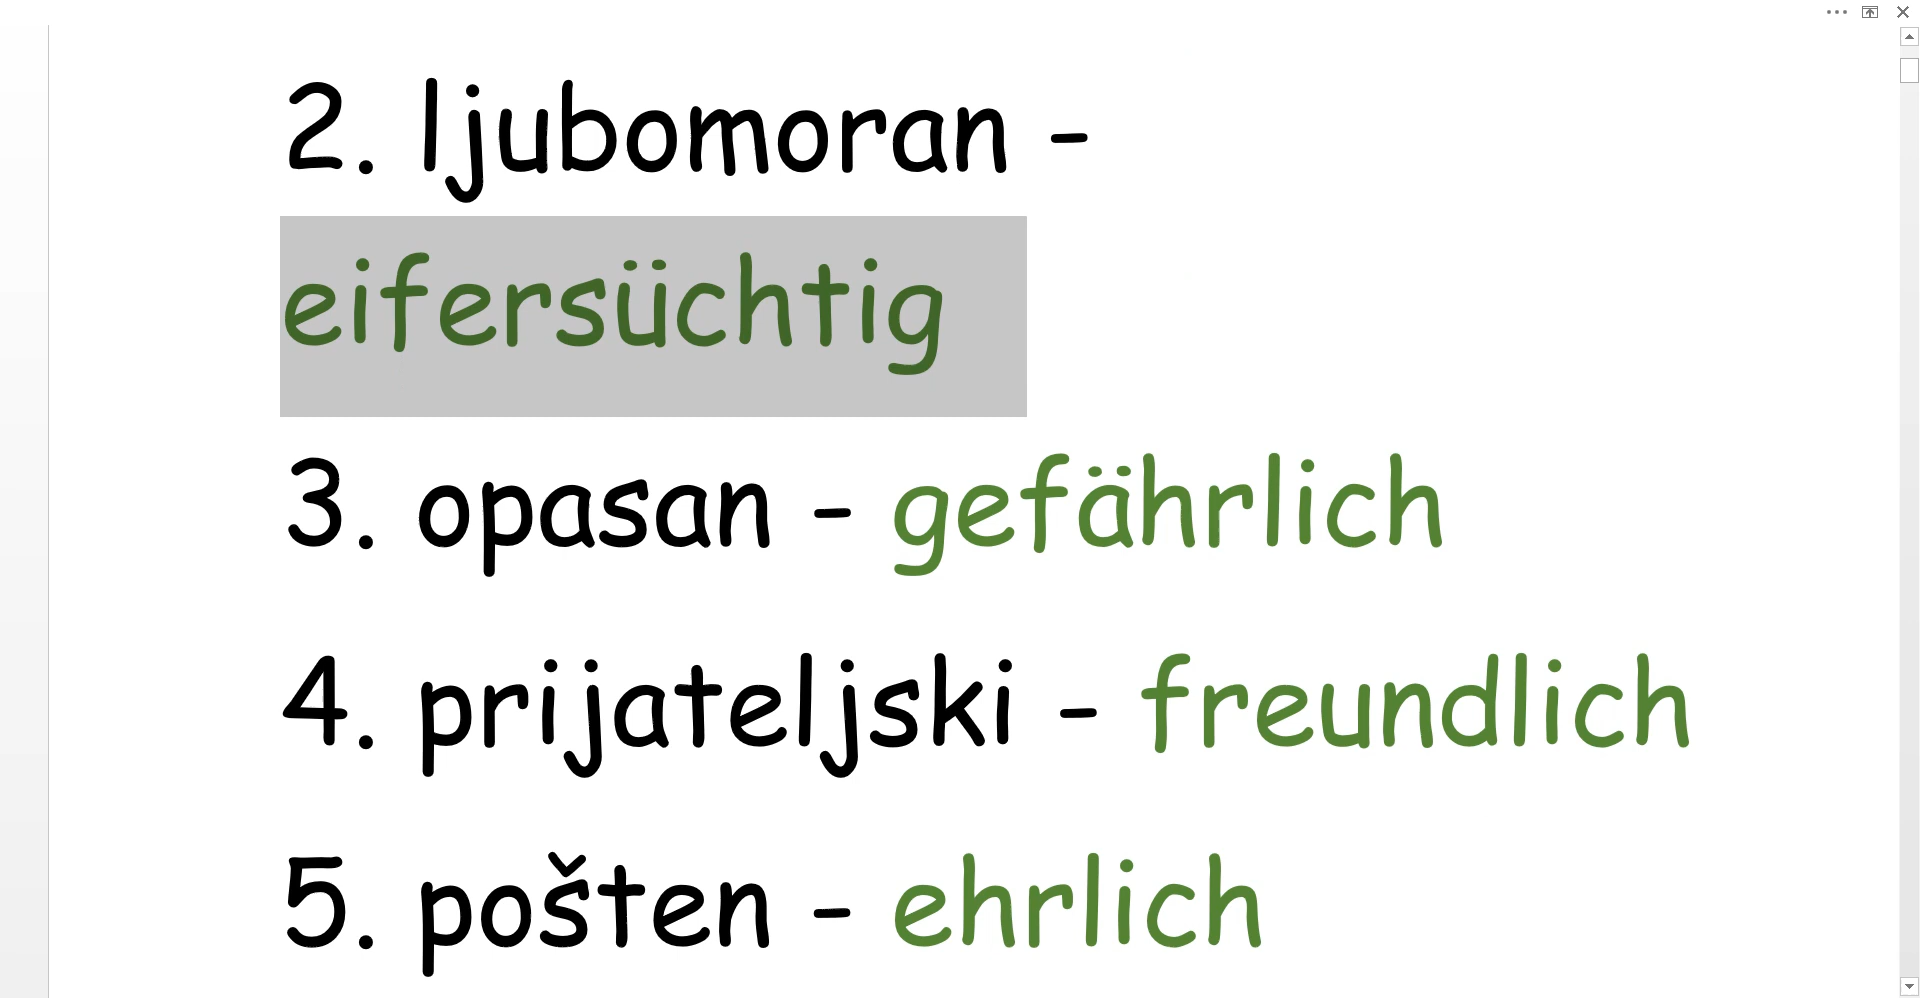 2. ljubomoran -
eifersüchtig
3. opasan - gefährlich
4. prijateljski - freundlich
5. pošten - ehrlich